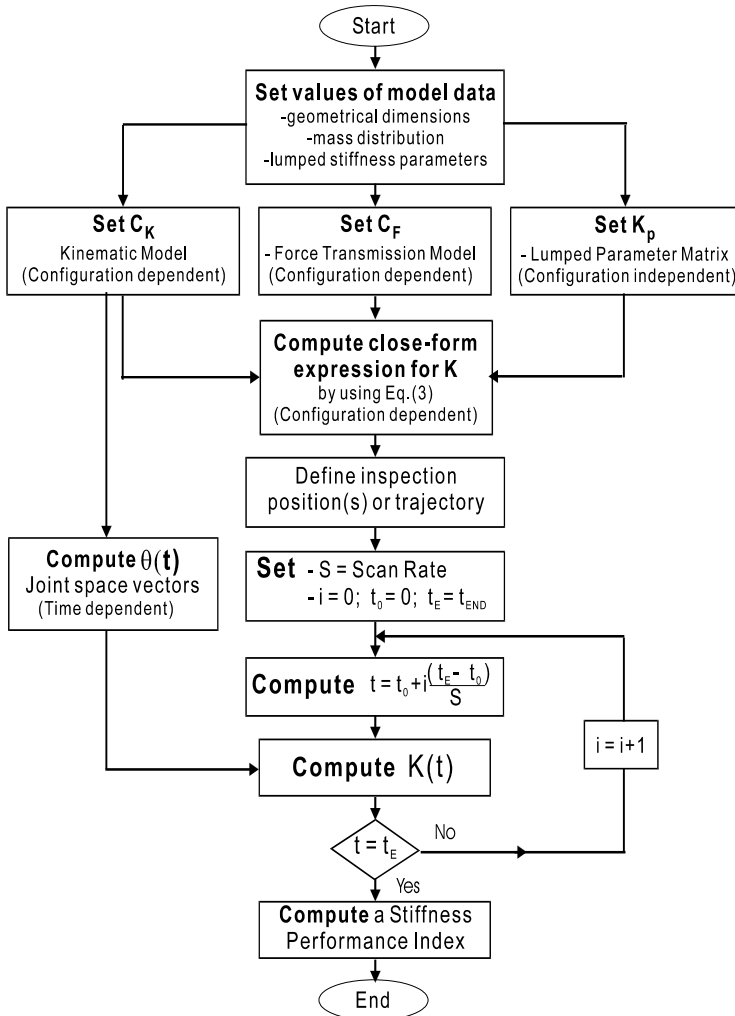 Start
Set values of model data
-geometrical dimensions
-mass distribution
-lumped stiffness parameters
Set C_K
Kinematic Model
(Configuration dependent)
Set C_F
- Force Transmission Model
(Configuration dependent)
Set K_p
- Lumped Parameter Matrix
(Configuration independent)
Compute close-form
expression for K
by using Eq.(3)
(Configuration dependent)
Define inspection
position(s) or trajectory
Compute θ(t)
Joint space vectors
(Time dependent)
Set - S = Scan Rate
- i = 0; t_0 = 0; t_E = t_END
Compute t = t_0 + i (t_E - t_0)
S
i = i+1
Compute K(t)
t = t_E
No
Yes
Compute a Stiffness
Performance Index
End